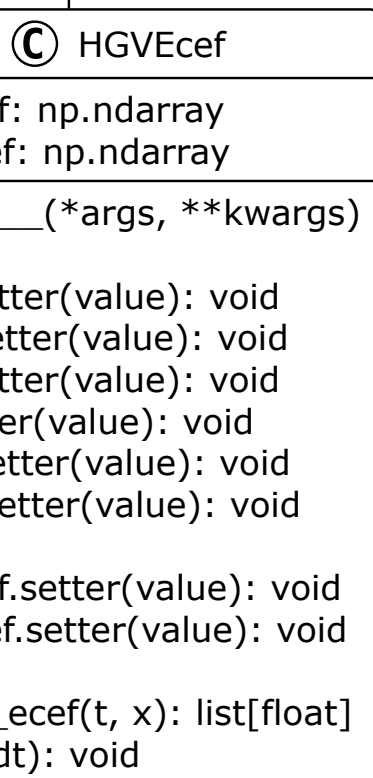 C HGVEcef
f: np.ndarray
ef: np.ndarray
__(*args, **kwargs)
tter(value): void
etter(value): void
tter(value): void
er(value): void
etter(value): void
setter(value): void
f.setter(value): void
ef.setter(value): void
_ecef(t, x): list[float]
dt): void